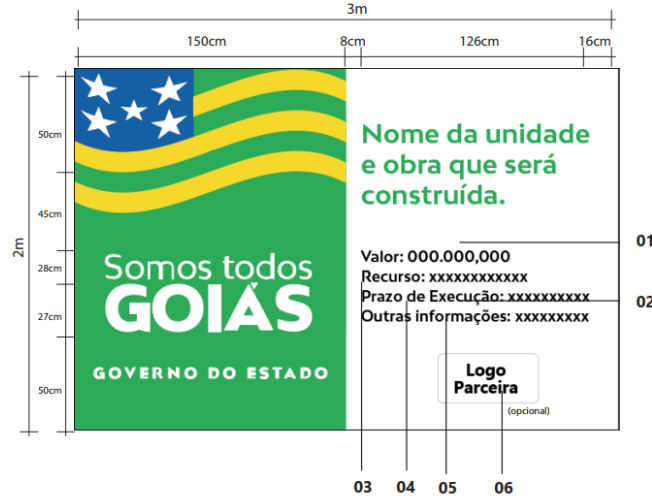 3m
150cm 8cm 126cm 16cm
50cm
45cm
2m
28cm
27cm
50cm
Somos todos
GOIÁS
GOVERNO DO ESTADO
Nome da unidade
e obra que será
construída.
01
Valor: 000.000,000
Recurso: xxxxxxxxxxxx
Prazo de Execução: xxxxxxxxxx
02
Outras informações: xxxxxxxxx
Logo
Parceira
(opcional)
03 04 05 06